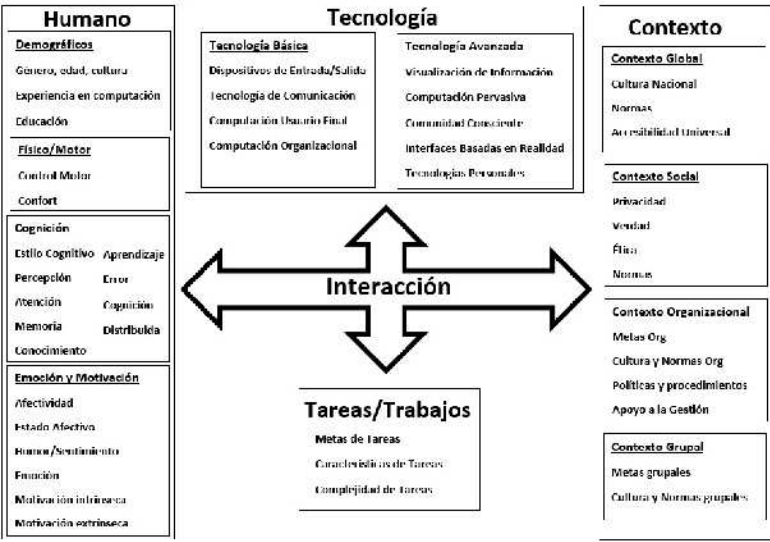 Humano
Demográficos
Género, edad, cultura
Experiencia en computación
Educación
Físico/Motor
Control Motor
Confort
Cognición
Estilo Cognitivo Aprendizaje
Percepción Error
Atención Cognición
Memoria Distribuida
Conocimiento
Emoción y Motivación
Afectividad
Estado Afectivo
Humor/Sentimiento
Emoción
Motivación intrínseca
Motivación extrínseca
Tecnología
Tecnología Básica
Dispositivos de Entrada/Salida
Tecnología de Comunicación
Computación Usuario Final
Computación Organizacional
Tecnología Avanzada
Visualización de Información
Computación Pervasiva
Comunidad Consciente
Interfaces Basadas en Realidad
Tecnologías Personales
Interacción
Tareas/Trabajos
Metas de Tareas
Características de Tareas
Complejidad de Tareas
Contexto
Contexto Global
Cultura Nacional
Normas
Accesibilidad Universal
Contexto Social
Privacidad
Verdad
Ética
Normas
Contexto Organizacional
Metas Org
Cultura y Normas Org
Políticas y procedimientos
Apoyo a la Gestión
Contexto Grupal
Metas grupales
Cultura y Normas grupales